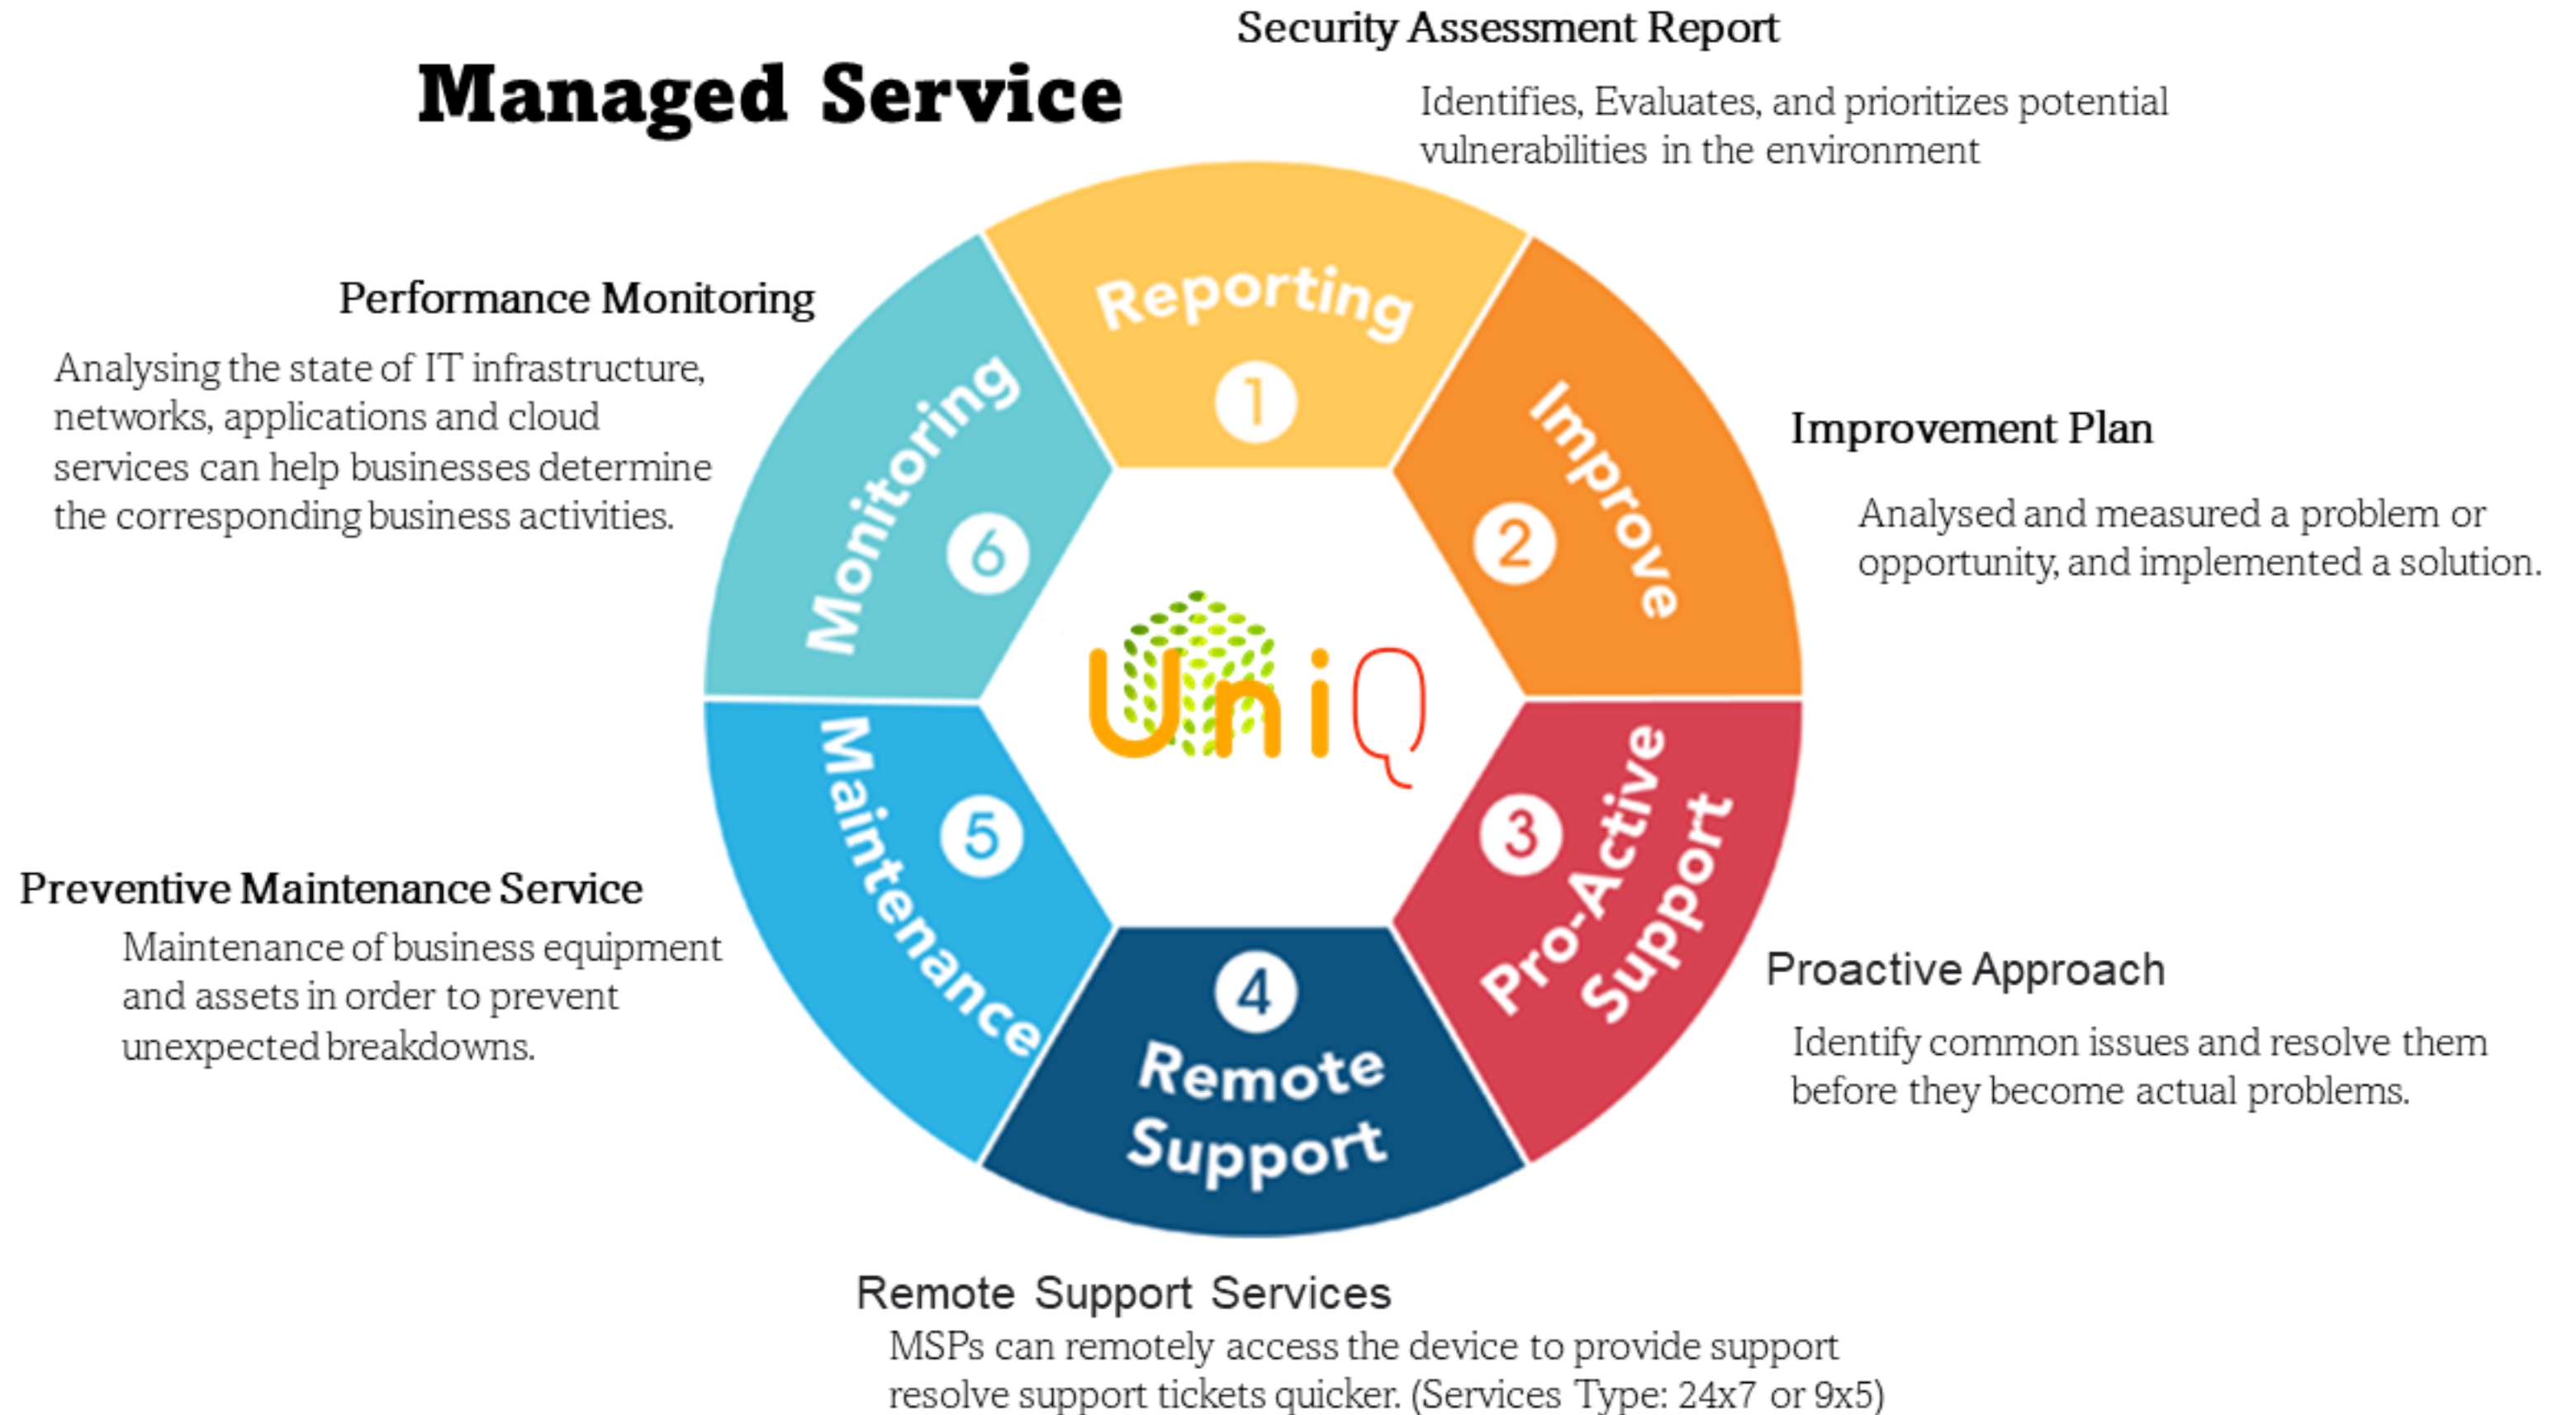 Managed Service
Security Assessment Report
Identifies, Evaluates, and prioritizes potential
vulnerabilities in the environment
Reporting
1
Improve
2
Improvement Plan
Analysed and measured a problem or
opportunity, and implemented a solution.
Pro-Active
Support
3
Proactive Approach
Identify common issues and resolve them
before they become actual problems.
4
Remote
Support
Remote Support Services
MSPs can remotely access the device to provide support
resolve support tickets quicker. (Services Type: 24x7 or 9x5)
Maintenance
5
Preventive Maintenance Service
Maintenance of business equipment
and assets in order to prevent
unexpected breakdowns.
Monitoring
6
Performance Monitoring
Analysing the state of IT infrastructure,
networks, applications and cloud
services can help businesses determine
the corresponding business activities.
UniQ